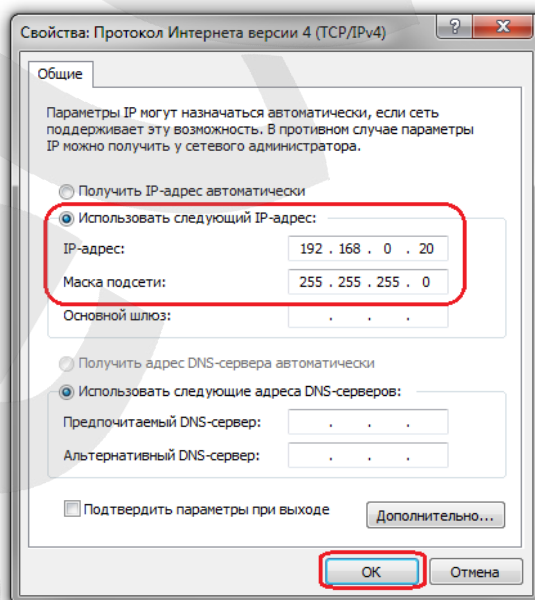 Свойства: Протокол Интернета версии 4 (TCP/IPv4)
Общие
Параметры IP могут назначаться автоматически, если сеть
поддерживает эту возможность. В противном случае параметры
IP можно получить у сетевого администратора.
Получить IP-адрес автоматически
Использовать следующий IP-адрес:
IP-адрес: 192 . 168 . 0 . 20
Маска подсети: 255 . 255 . 255 . 0
Основной шлюз: . . .
Получить адрес DNS-сервера автоматически
Использовать следующие адреса DNS-серверов:
Предпочитаемый DNS-сервер: . . .
Альтернативный DNS-сервер: . . .
Подтвердить параметры при выходе
Дополнительно...
ОК Отмена